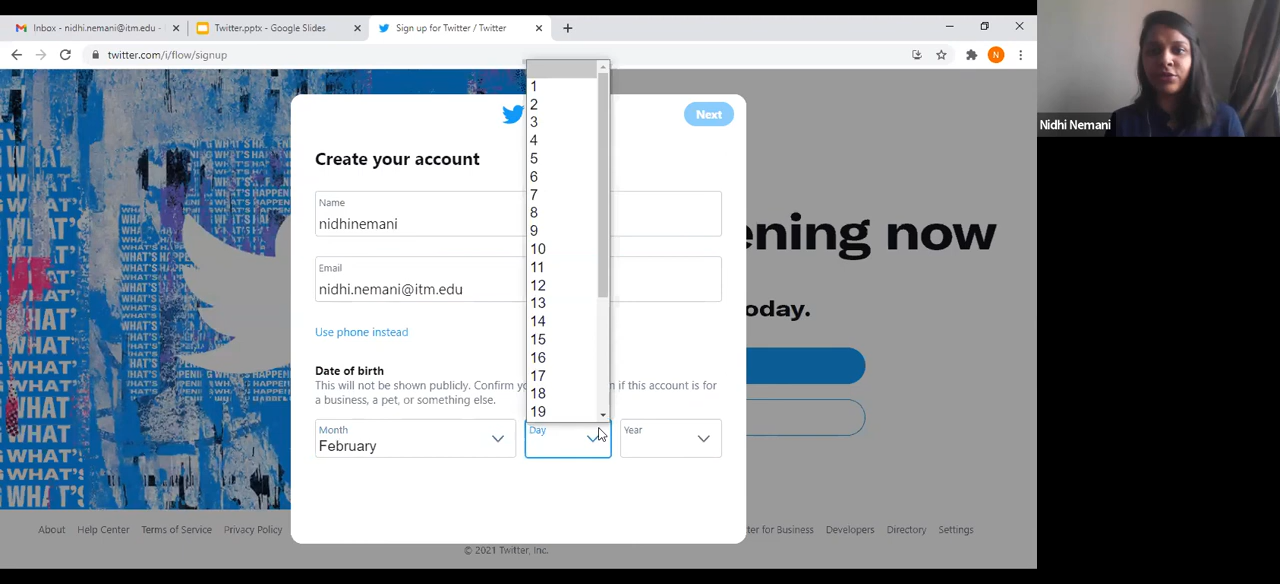 Inbox - nidhi.nemani@itm.edu -
Twitter.pptx - Google Slides
Sign up for Twitter / Twitter
twitter.com/i/flow/signup
N
Nidhi Nemani
Next
Create your account
Name
nidhinemani
Email
nidhi.nemani@itm.edu
Use phone instead
Date of birth
This will not be shown publicly. Confirm if this account is for
a business, a pet, or something else.
Month
February
Day
Year
1
2
3
4
5
6
7
8
9
10
11
12
13
14
15
16
17
18
19
ening now
oday.
WHAT'S
WHAT
WHAT'S
About
Help Center
Terms of Service
Privacy Policy
ter for Business
Developers
Directory
Settings
© 2021 Twitter, Inc.